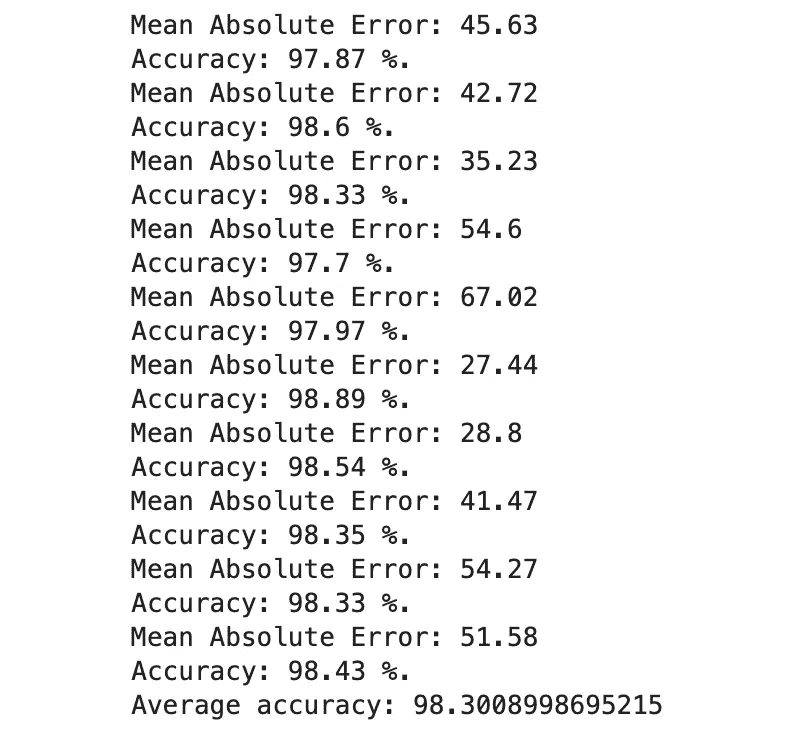 Mean Absolute Error: 45.63
Accuracy: 97.87 %.
Mean Absolute Error: 42.72
Accuracy: 98.6 %.
Mean Absolute Error: 35.23
Accuracy: 98.33 %.
Mean Absolute Error: 54.6
Accuracy: 97.7 %.
Mean Absolute Error: 67.02
Accuracy: 97.97 %.
Mean Absolute Error: 27.44
Accuracy: 98.89 %.
Mean Absolute Error: 28.8
Accuracy: 98.54 %.
Mean Absolute Error: 41.47
Accuracy: 98.35 %.
Mean Absolute Error: 54.27
Accuracy: 98.33 %.
Mean Absolute Error: 51.58
Accuracy: 98.43 %.
Average accuracy: 98.3008998695215